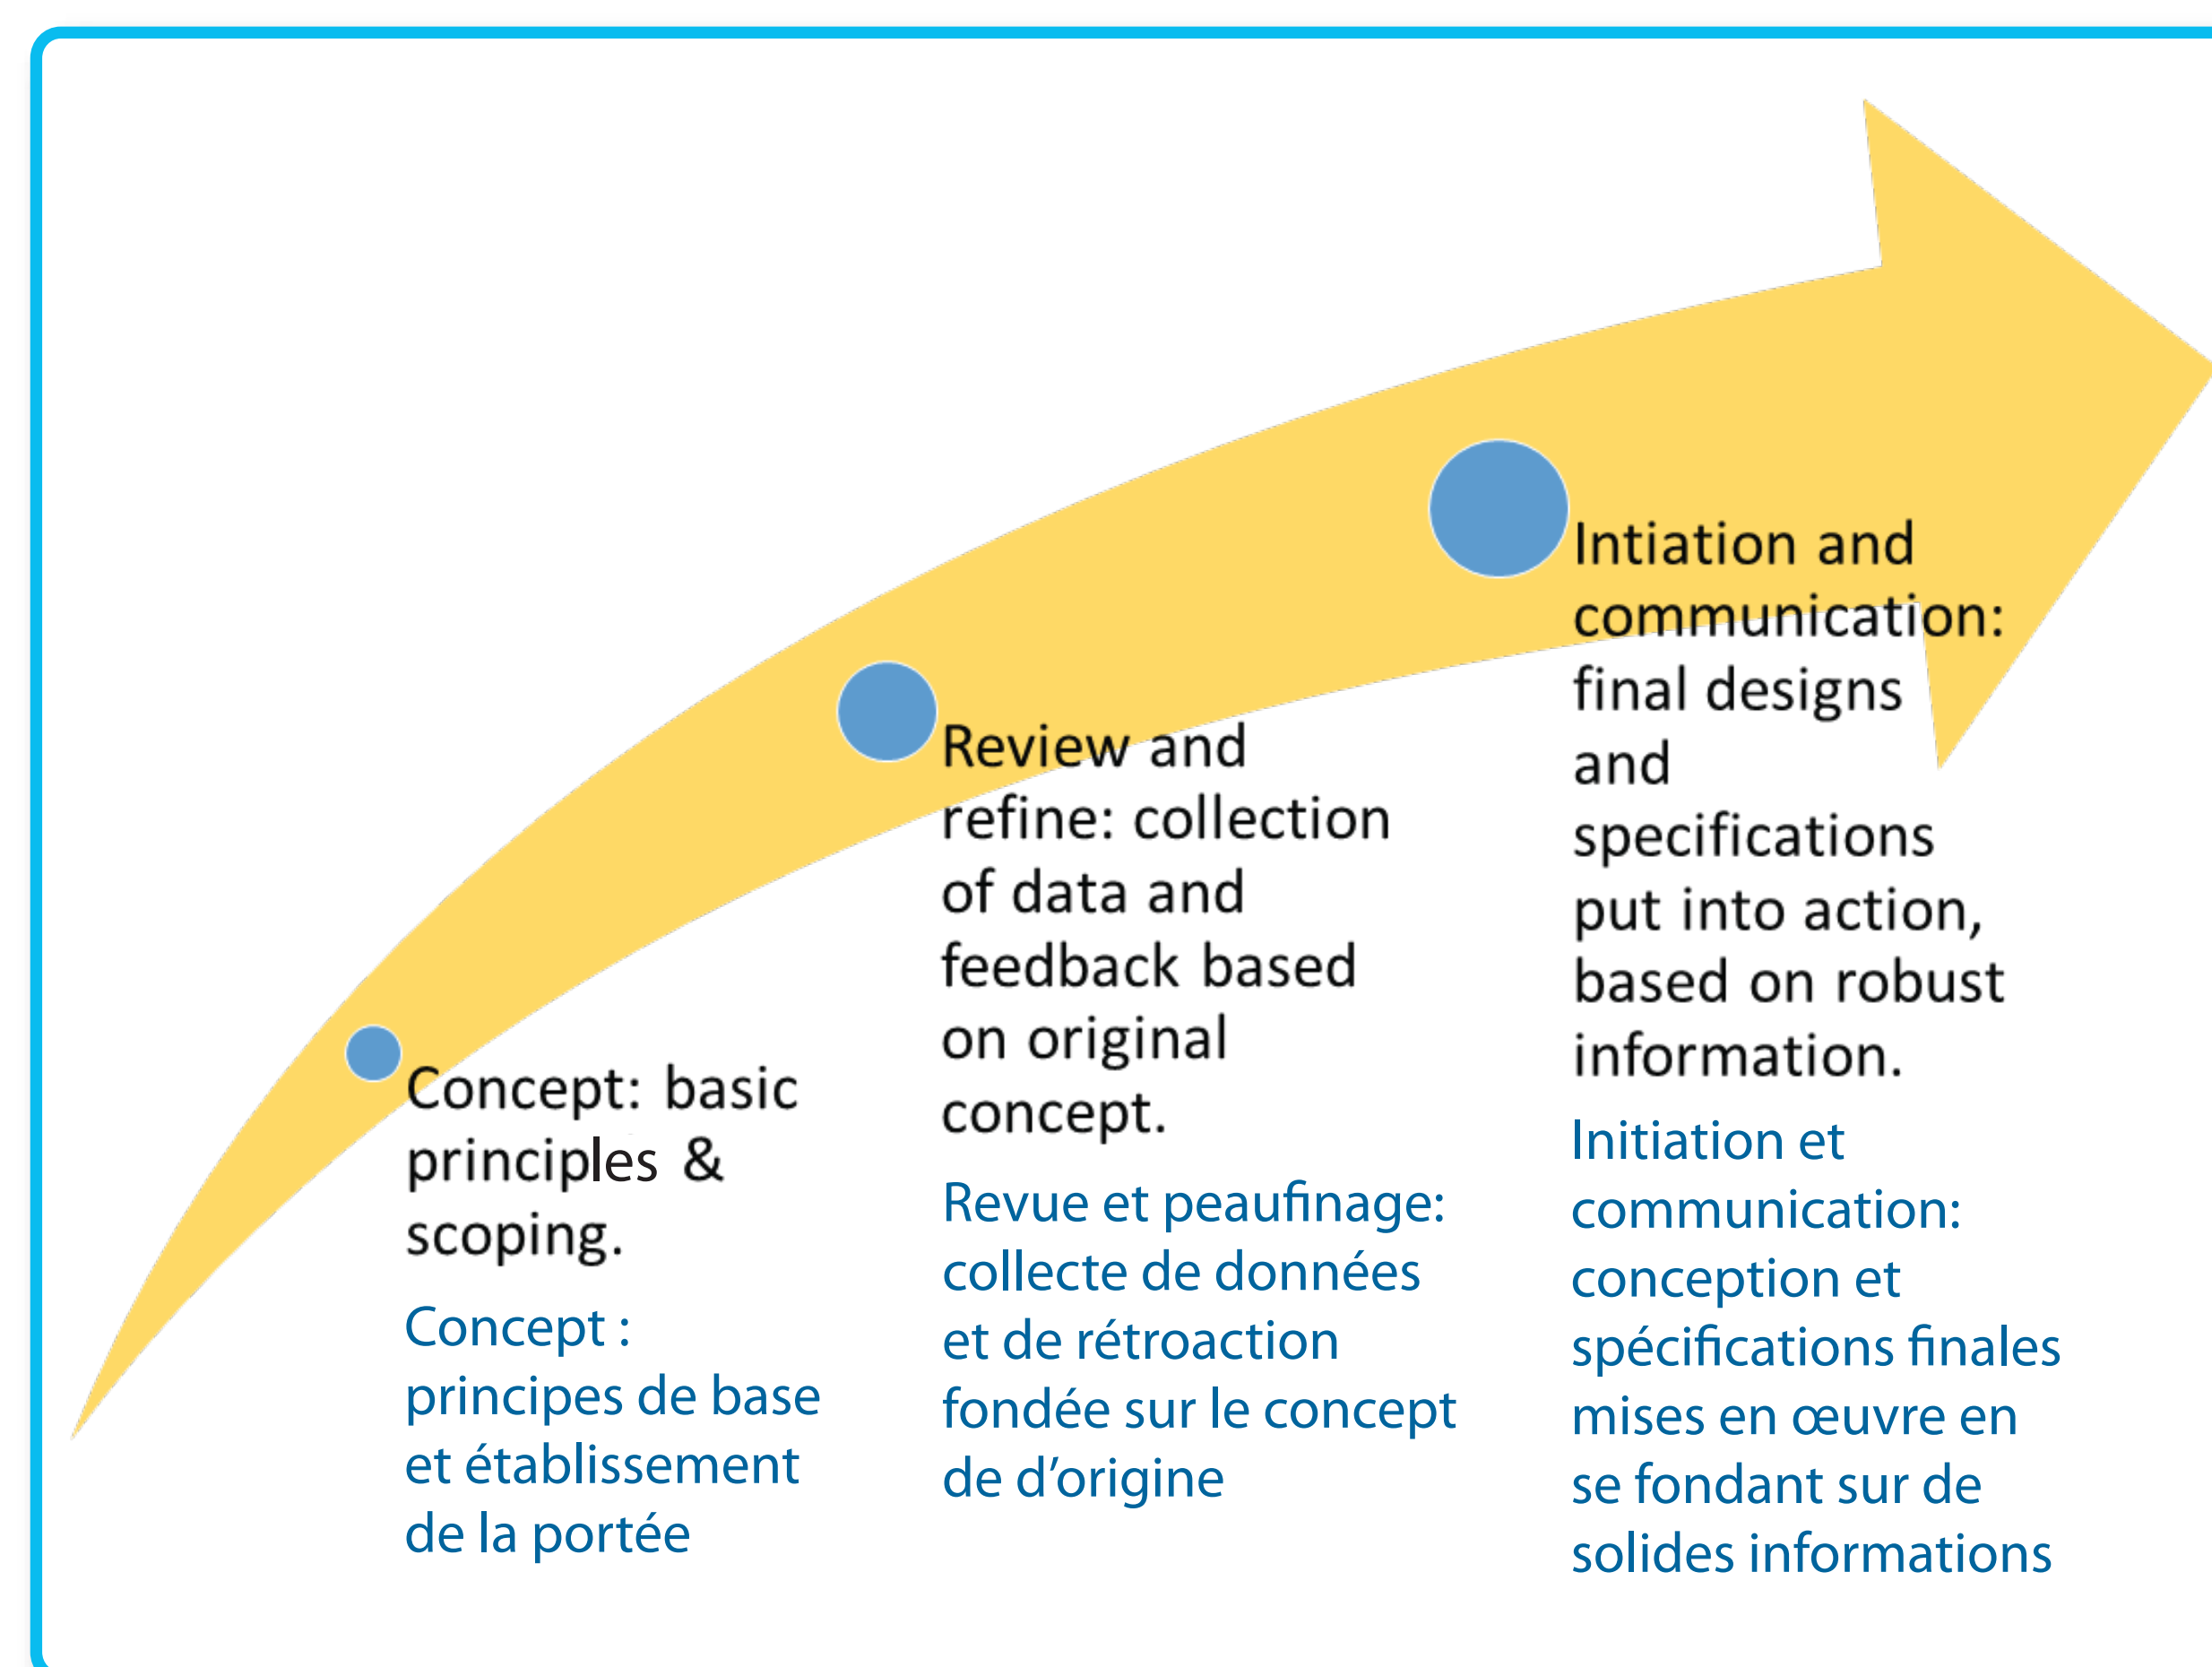 Concept: basic
principles &
scoping.
Concept :
principes de base
et établissement
de la portée
Review and
refine: collection
of data and
feedback based
on original
concept.
Revue et peaufinage:
collecte de données
et de rétroaction
fondée sur le concept
de d’origine
Intiation and
communication:
final designs
and
specifications
put into action,
based on robust
information.
Initiation et
communication:
conception et
spécifications finales
mises en œuvre en
se fondant sur de
solides informations